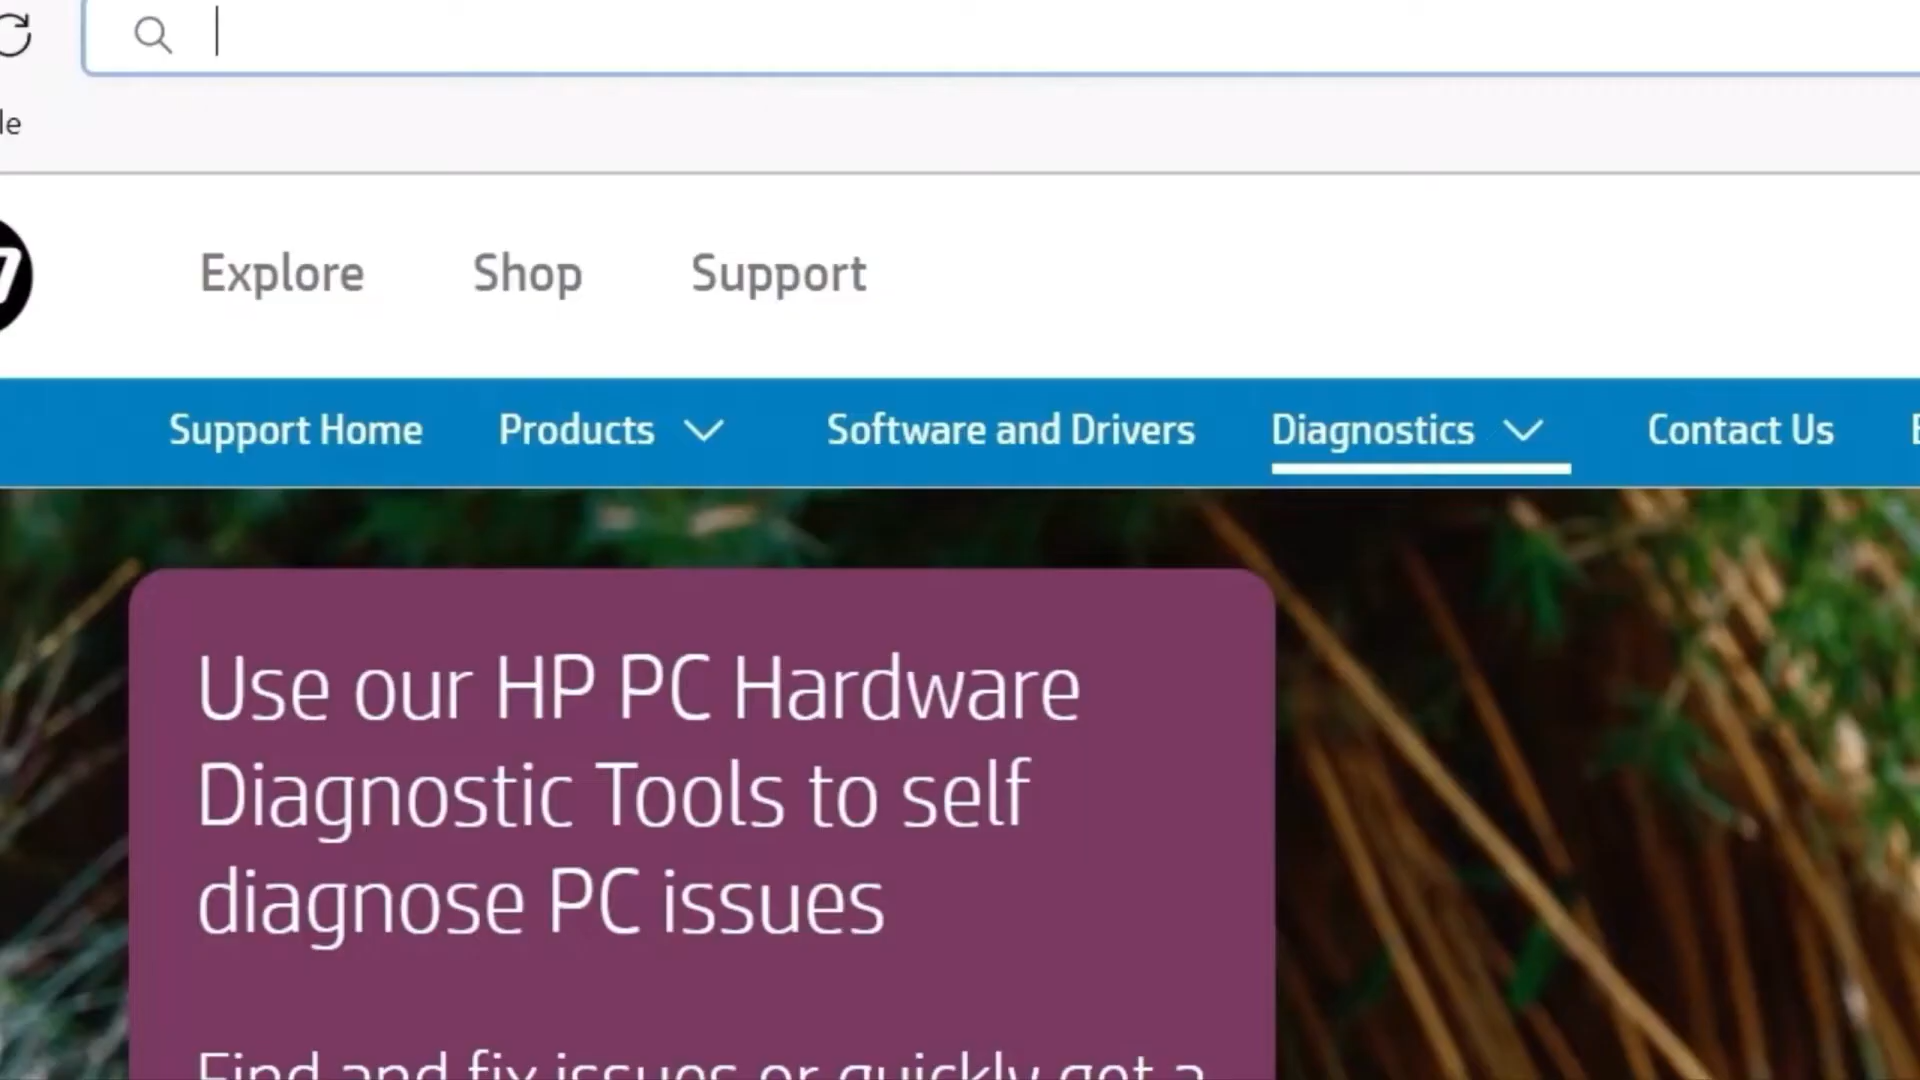 le
Explore Shop Support
Support Home Products Software and Drivers Diagnostics Contact Us
Use our HP PC Hardware
Diagnostic Tools to self
diagnose PC issues
Find and fix issues or quickly get a